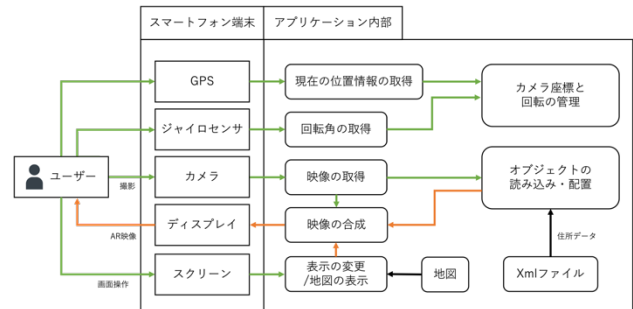 スマートフォン端末
アプリケーション内部
GPS
現在の位置情報の取得
カメラ座標と
回転の管理
ジャイロセンサ
回転角の取得
ユーザー
撮影
カメラ
映像の取得
オブジェクトの
読み込み・配置
AR映像
ディスプレイ
映像の合成
住所データ
画面操作
スクリーン
表示の変更
/地図の表示
地図
Xmlファイル